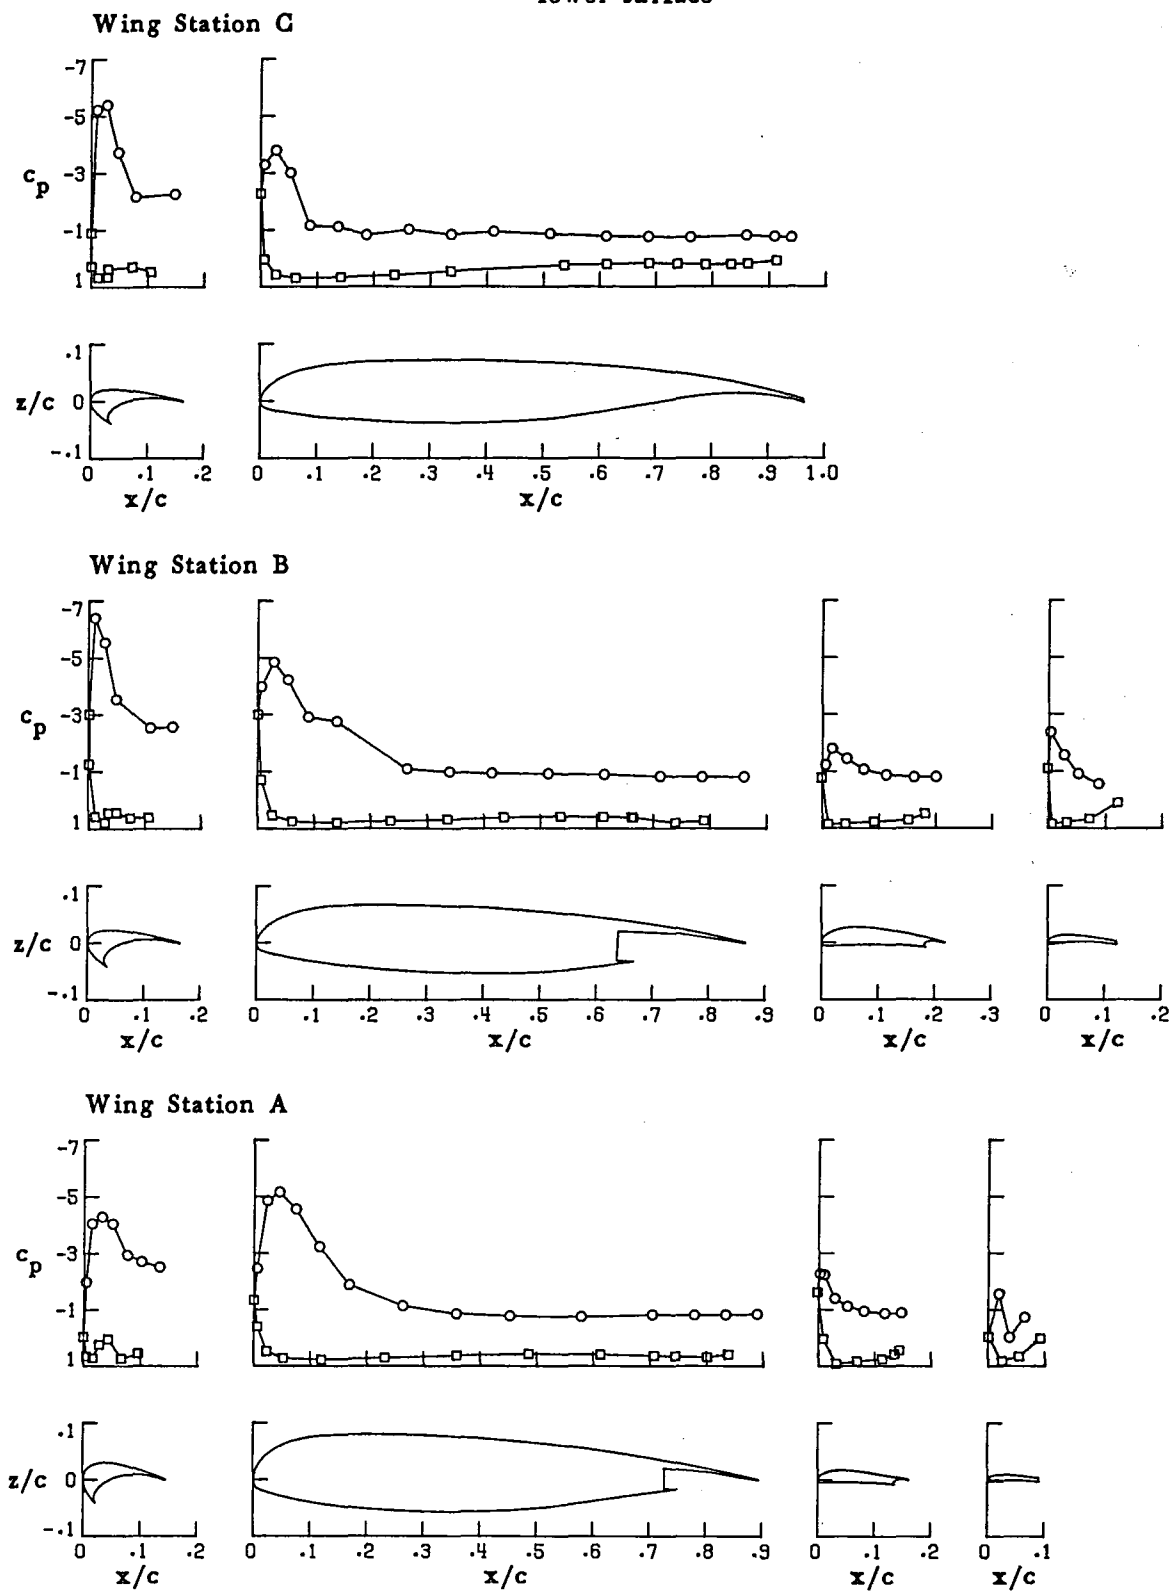 lower surface
Wing Station C
-7
-5
c_p -3
-1
1
.1
z/c 0
-.1
0 .1 .2 0 .1 .2 .3 .4 .5 .6 .7 .8 .9 1.0
x/c x/c
Wing Station B
-7
-5
c_p -3
-1
1
.1
z/c 0
-.1
0 .1 .2 0 .1 .2 .3 .4 .5 .6 .7 .8 .9 0 .1 .2 .3 0 .1 .2
x/c x/c x/c x/c
Wing Station A
-7
-5
c_p -3
-1
1
.1
z/c 0
-.1
0 .1 .2 0 .1 .2 .3 .4 .5 .6 .7 .8 .9 0 .1 .2 0 .1
x/c x/c x/c x/c